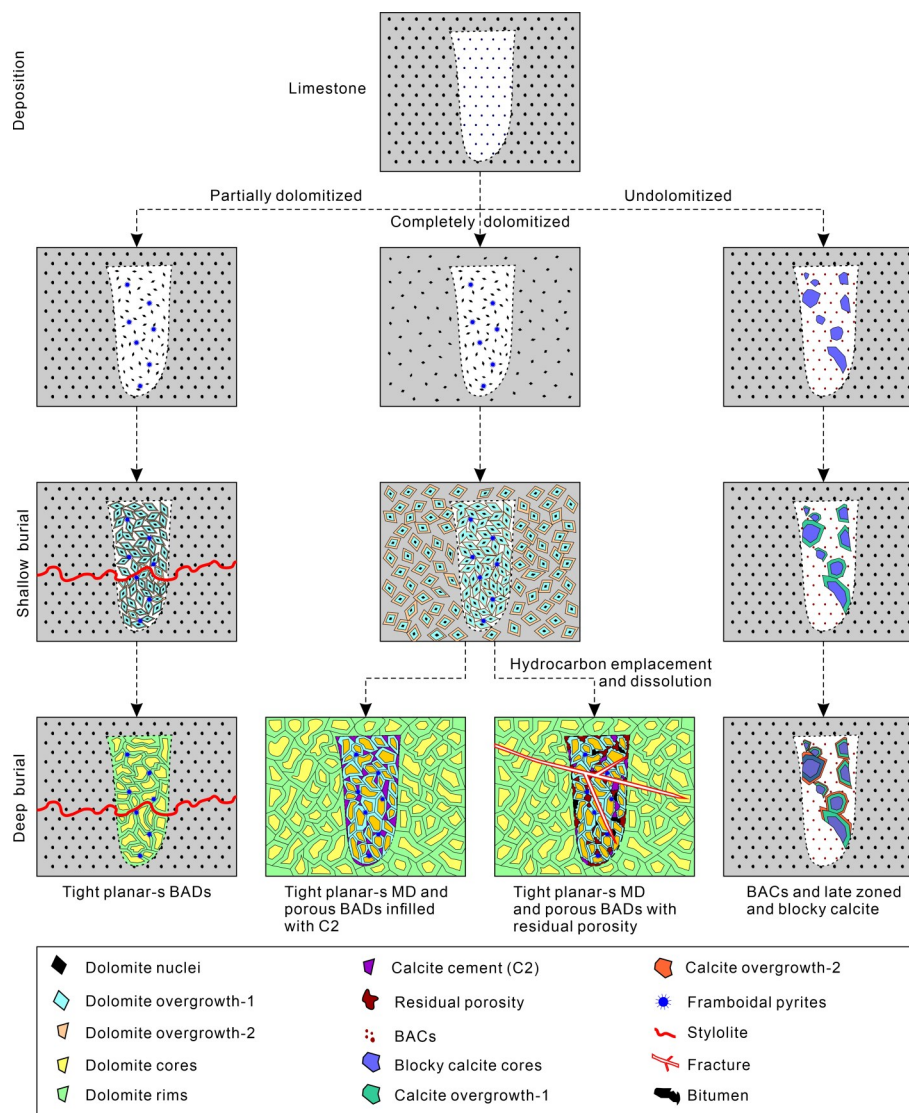 Deposition
Limestone
Partially dolomitized
Undolomitized
Completely dolomitized
Shallow burial
Hydrocarbon emplacement
and dissolution
Deep burial
Tight planar-s BADs
Tight planar-s MD and
porous BADs infilled
with C2
Tight planar-s MD
and porous BADs with
residual porosity
BACs and late zoned
and blocky calcite
Dolomite nuclei
Dolomite overgrowth-1
Dolomite overgrowth-2
Dolomite cores
Dolomite rims
Calcite cement (C2)
Residual porosity
BACs
Blocky calcite cores
Calcite overgrowth-1
Calcite overgrowth-2
Framboidal pyrites
Stylolite
Fracture
Bitumen